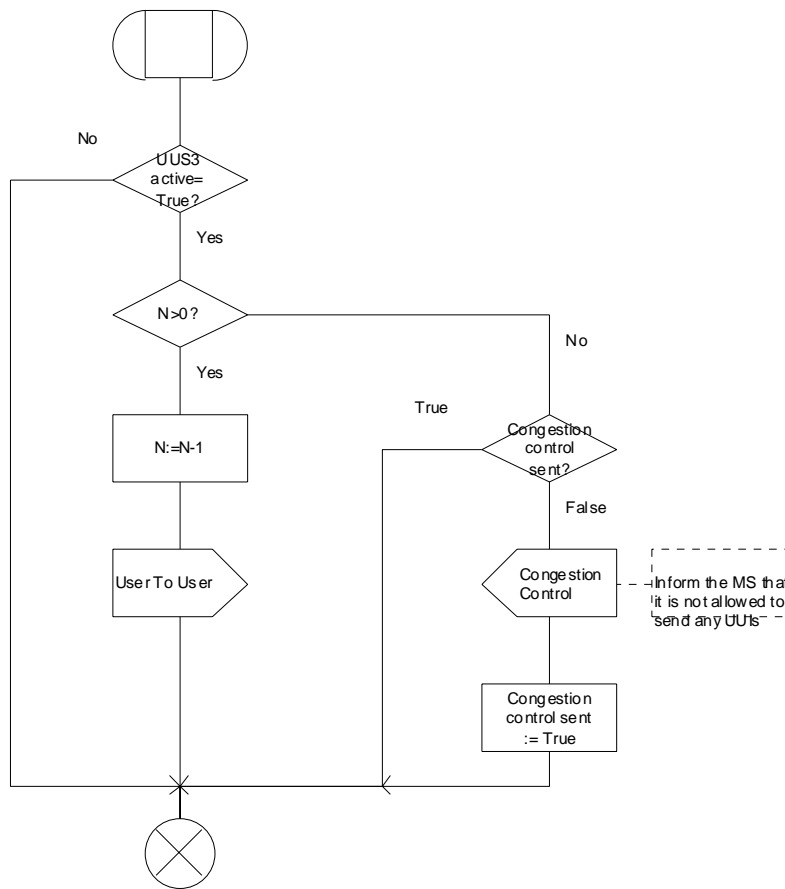 No
UUS3
active=
True?
Yes
N>0?
No
Yes
True
N:=N-1
Congestion
control
sent?
False
User To User
Congestion
Control
Inform the MS that
it is not allowed to
send any UUIs
Congestion
control sent
:= True